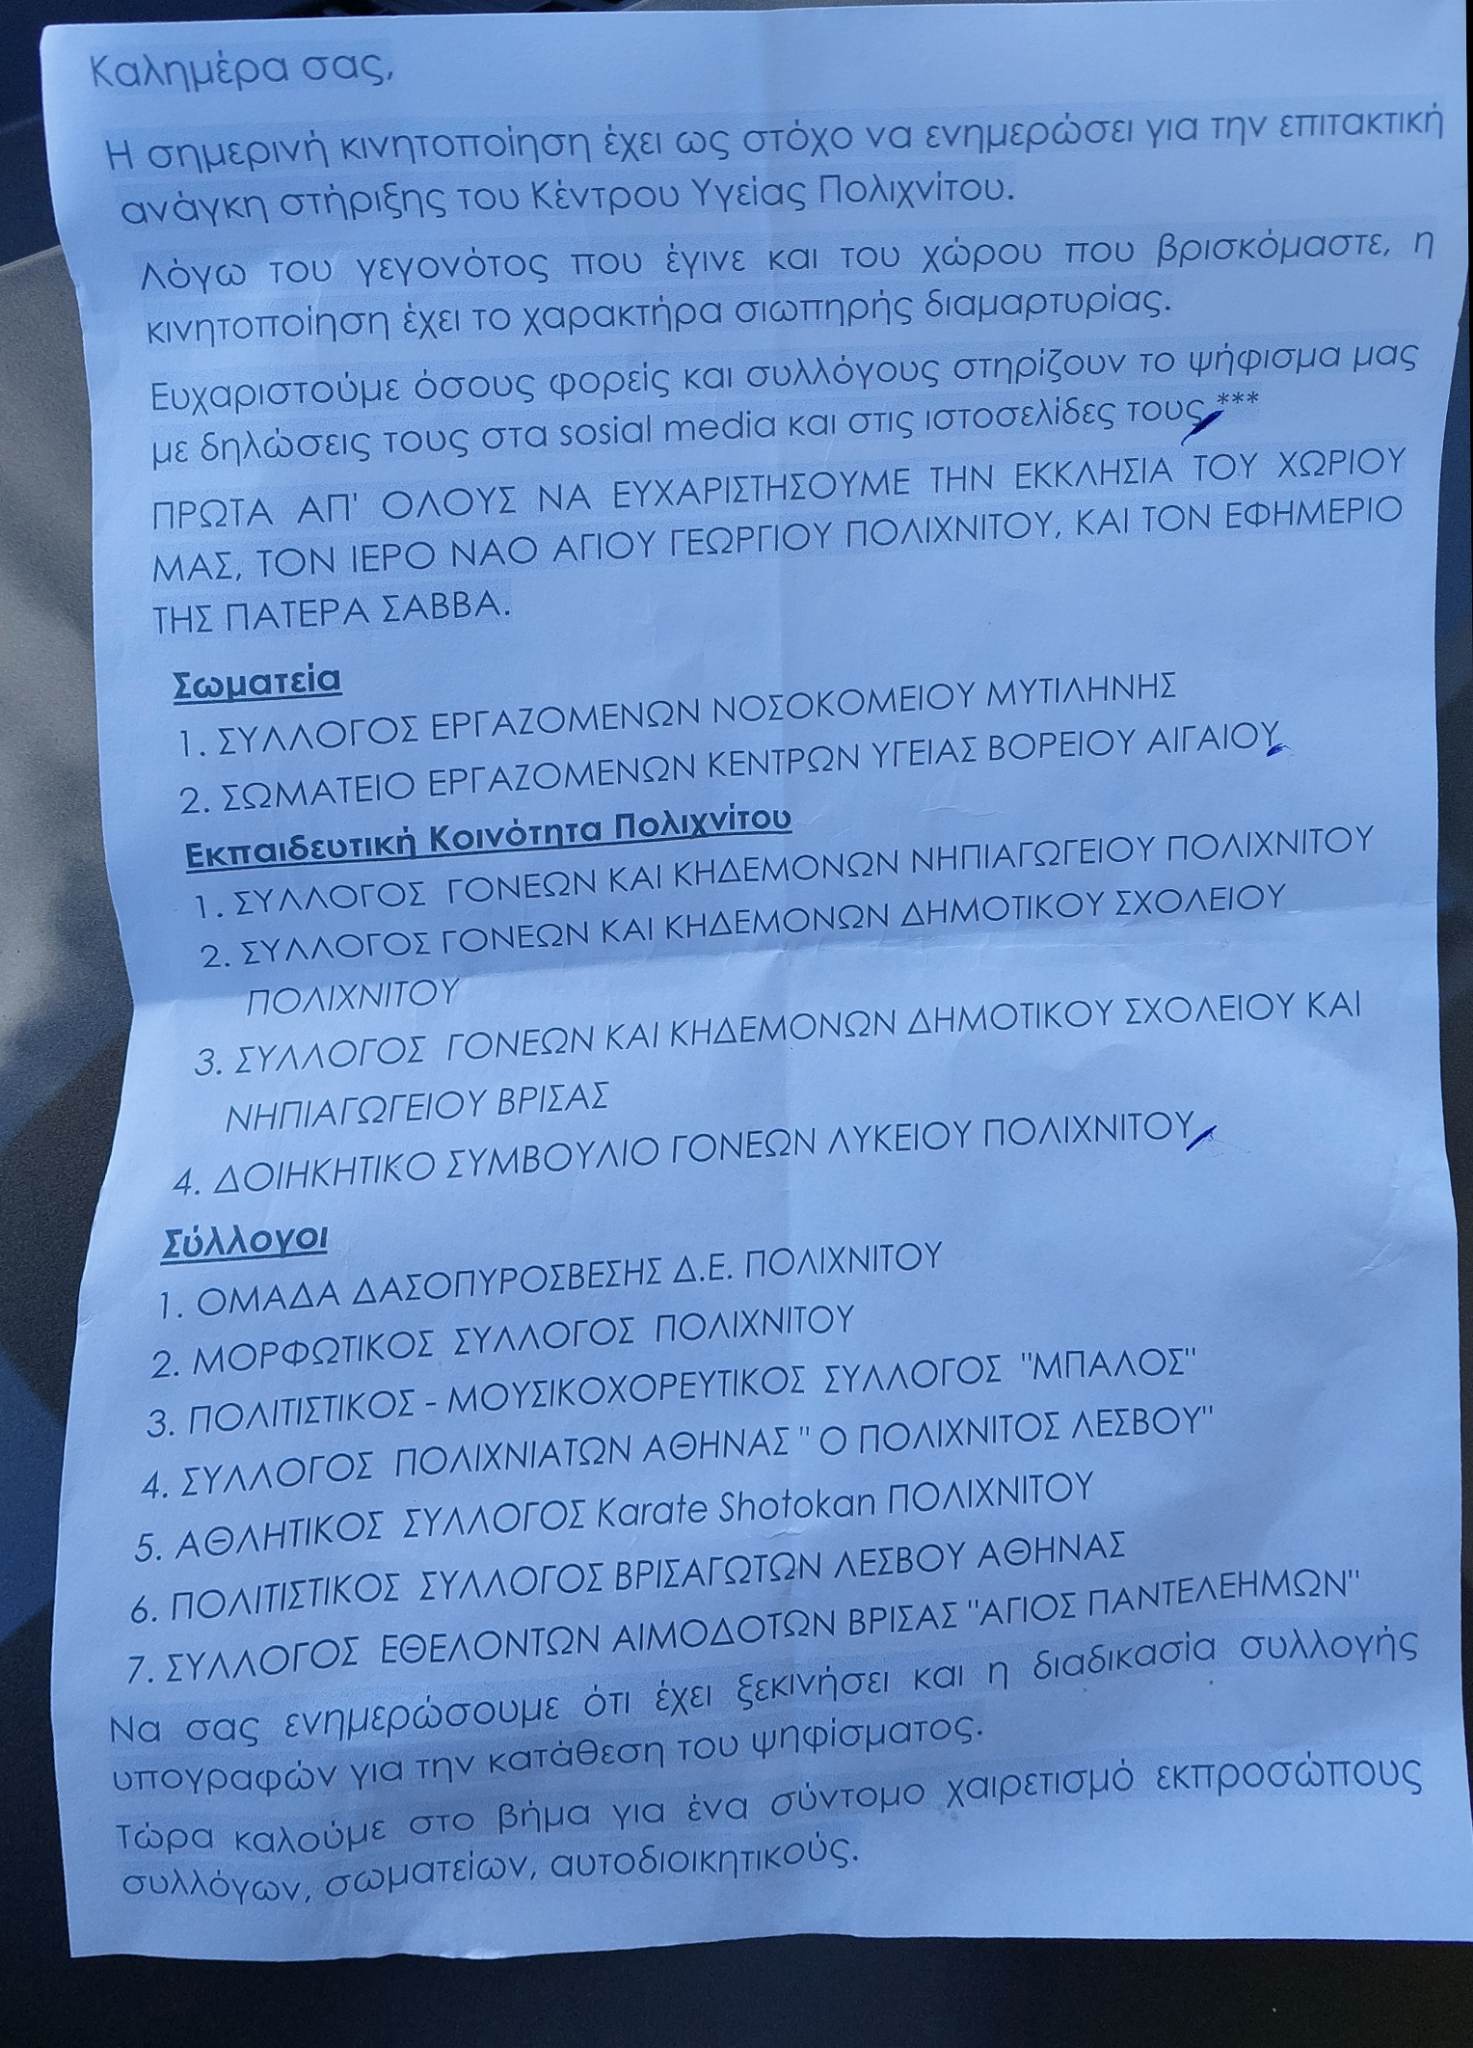 Καλημέρα σας,
Η σημερινή κινητοποίηση έχει ως στόχο να ενημερώσει για την επιτακτική
ανάγκη στήριξης του Κέντρου Υγείας Πολιχνίτου.
Λόγω του γεγονότος που έγινε και του χώρου που βρισκόμαστε, η
κινητοποίηση έχει το χαρακτήρα σιωπηρής διαμαρτυρίας.
Ευχαριστούμε όσους φορείς και συλλόγους στηρίζουν το ψήφισμα μας
με δηλώσεις τους στα sosial media και στις ιστοσελίδες τους,***
ΠΡΩΤΑ ΑΠ' ΟΛΟΥΣ ΝΑ ΕΥΧΑΡΙΣΤΗΣΟΥΜΕ ΤΗΝ ΕΚΚΛΗΣΙΑ ΤΟΥ ΧΩΡΙΟΥ
ΜΑΣ, ΤΟΝ ΙΕΡΟ ΝΑΟ ΑΓΙΟΥ ΓΕΩΡΓΙΟΥ ΠΟΛΙΧΝΙΤΟΥ, ΚΑΙ ΤΟΝ ΕΦΗΜΕΡΙΟ
ΤΗΣ ΠΑΤΕΡΑ ΣΑΒΒΑ.
Σωματεία
1. ΣΥΛΛΟΓΟΣ ΕΡΓΑΖΟΜΕΝΩΝ ΝΟΣΟΚΟΜΕΙΟΥ ΜΥΤΙΛΗΝΗΣ
2. ΣΩΜΑΤΕΙΟ ΕΡΓΑΖΟΜΕΝΩΝ ΚΕΝΤΡΩΝ ΥΓΕΙΑΣ ΒΟΡΕΙΟΥ ΑΙΓΑΙΟΥ,
Εκπαιδευτική Κοινότητα Πολιχνίτου
1. ΣΥΛΛΟΓΟΣ ΓΟΝΕΩΝ ΚΑΙ ΚΗΔΕΜΟΝΩΝ ΝΗΠΙΑΓΩΓΕΙΟΥ ΠΟΛΙΧΝΙΤΟΥ
2. ΣΥΛΛΟΓΟΣ ΓΟΝΕΩΝ ΚΑΙ ΚΗΔΕΜΟΝΩΝ ΔΗΜΟΤΙΚΟΥ ΣΧΟΛΕΙΟΥ
ΠΟΛΙΧΝΙΤΟΥ
3. ΣΥΛΛΟΓΟΣ ΓΟΝΕΩΝ ΚΑΙ ΚΗΔΕΜΟΝΩΝ ΔΗΜΟΤΙΚΟΥ ΣΧΟΛΕΙΟΥ ΚΑΙ
ΝΗΠΙΑΓΩΓΕΙΟΥ ΒΡΙΣΑΣ
4. ΔΟΙΗΚΗΤΙΚΟ ΣΥΜΒΟΥΛΙΟ ΓΟΝΕΩΝ ΛΥΚΕΙΟΥ ΠΟΛΙΧΝΙΤΟΥ,
Σύλλογοι
1. ΟΜΑΔΑ ΔΑΣΟΠΥΡΟΣΒΕΣΗΣ Δ.Ε. ΠΟΛΙΧΝΙΤΟΥ
2. ΜΟΡΦΩΤΙΚΟΣ ΣΥΛΛΟΓΟΣ ΠΟΛΙΧΝΙΤΟΥ
3. ΠΟΛΙΤΙΣΤΙΚΟΣ - ΜΟΥΣΙΚΟΧΟΡΕΥΤΙΚΟΣ ΣΥΛΛΟΓΟΣ "ΜΠΑΛΟΣ"
4. ΣΥΛΛΟΓΟΣ ΠΟΛΙΧΝΙΑΤΩΝ ΑΘΗΝΑΣ " Ο ΠΟΛΙΧΝΙΤΟΣ ΛΕΣΒΟΥ"
5. ΑΘΛΗΤΙΚΟΣ ΣΥΛΛΟΓΟΣ Karate Shotokan ΠΟΛΙΧΝΙΤΟΥ
6. ΠΟΛΙΤΙΣΤΙΚΟΣ ΣΥΛΛΟΓΟΣ ΒΡΙΣΑΓΩΤΩΝ ΛΕΣΒΟΥ ΑΘΗΝΑΣ
7. ΣΥΛΛΟΓΟΣ ΕΘΕΛΟΝΤΩΝ ΑΙΜΟΔΟΤΩΝ ΒΡΙΣΑΣ "ΑΓΙΟΣ ΠΑΝΤΕΛΕΗΜΩΝ"
Να σας ενημερώσουμε ότι έχει ξεκινήσει και η διαδικασία συλλογής
υπογραφών για την κατάθεση του ψηφίσματος.
Τώρα καλούμε στο βήμα για ένα σύντομο χαιρετισμό εκπροσώπους
συλλόγων, σωματείων, αυτοδιοικητικούς.